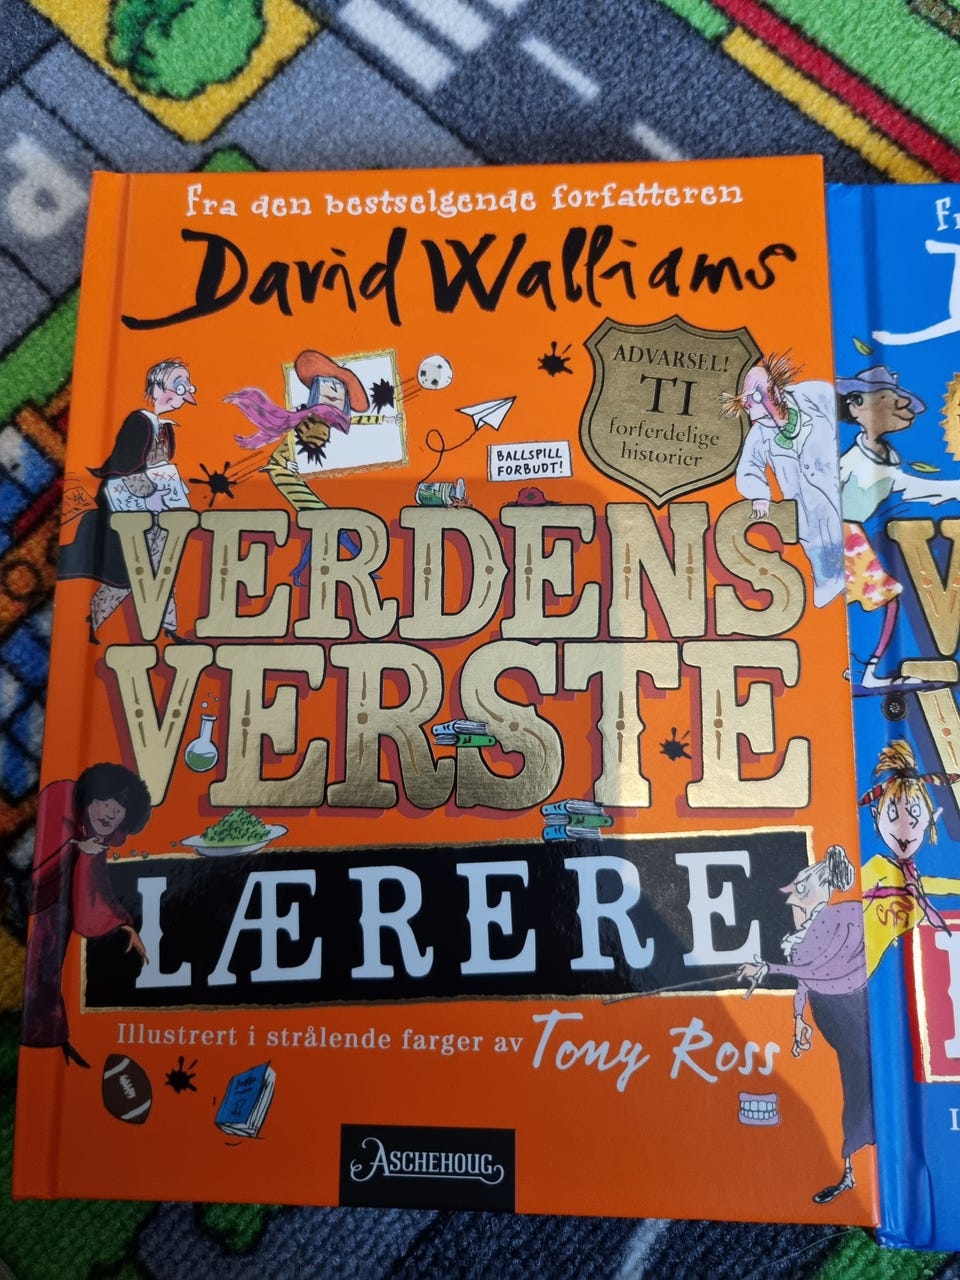 Fra den bestselgende forfatteren
David Walliams
ADVARSEL!
TI
forferdelige
historier
BALLSPILL
FORBUDT!
VERDENS
VERSTE
LÆRERE
Illustrert i strålende farger av Tony Ross
ASCHEHOUG